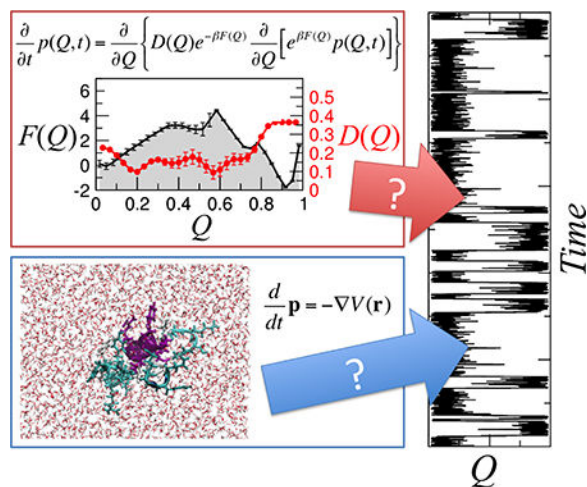 ∂/∂t p(Q,t) = ∂/∂Q { D(Q)e^{-βF(Q)} ∂/∂Q [ e^{βF(Q)} p(Q,t) ] }
6
4
2
0
-2
F(Q)
0.5
0.4
0.3
0.2
0.1
0
D(Q)
0 0.2 0.4 0.6 0.8 1
Q
?
d/dt p = -∇V(r)
?
Time
Q